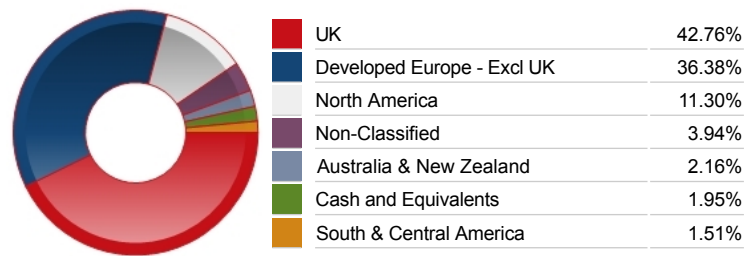 UK 42.76%
Developed Europe - Excl UK 36.38%
North America 11.30%
Non-Classified 3.94%
Australia & New Zealand 2.16%
Cash and Equivalents 1.95%
South & Central America 1.51%